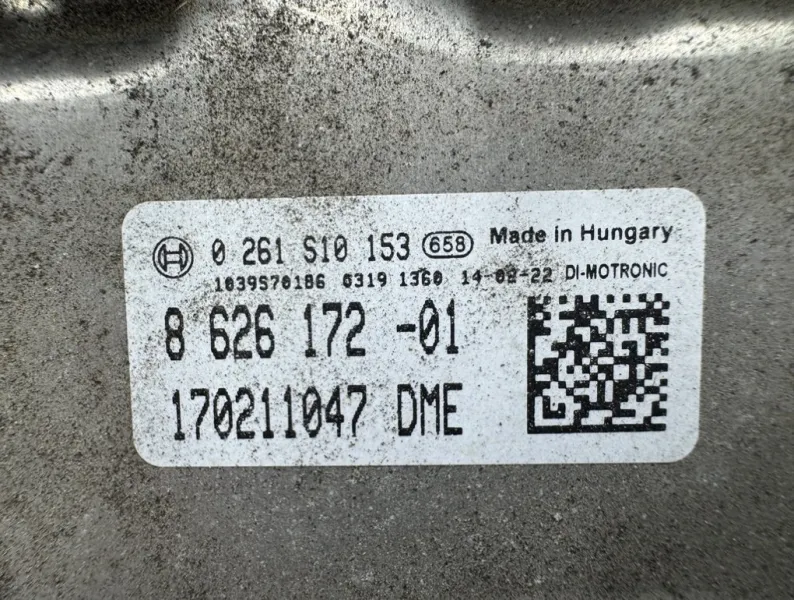 0 261 S10 153 658 Made in Hungary
1039S70186 0319 1360 14-02-22 DI-MOTRONIC
8 626 172 -01
170211047 DME